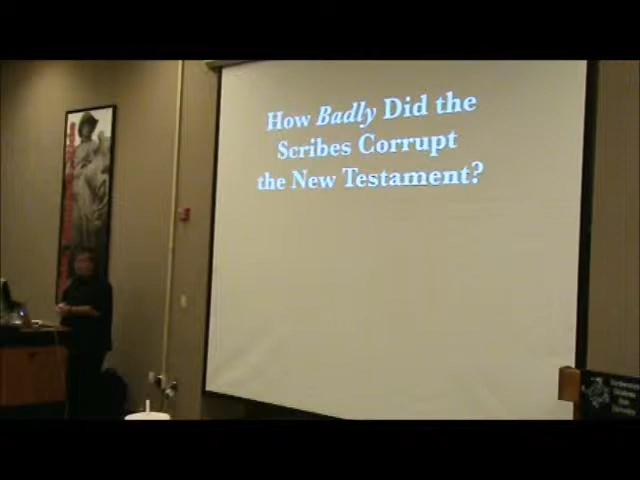 How Badly Did the
Scribes Corrupt
the New Testament?